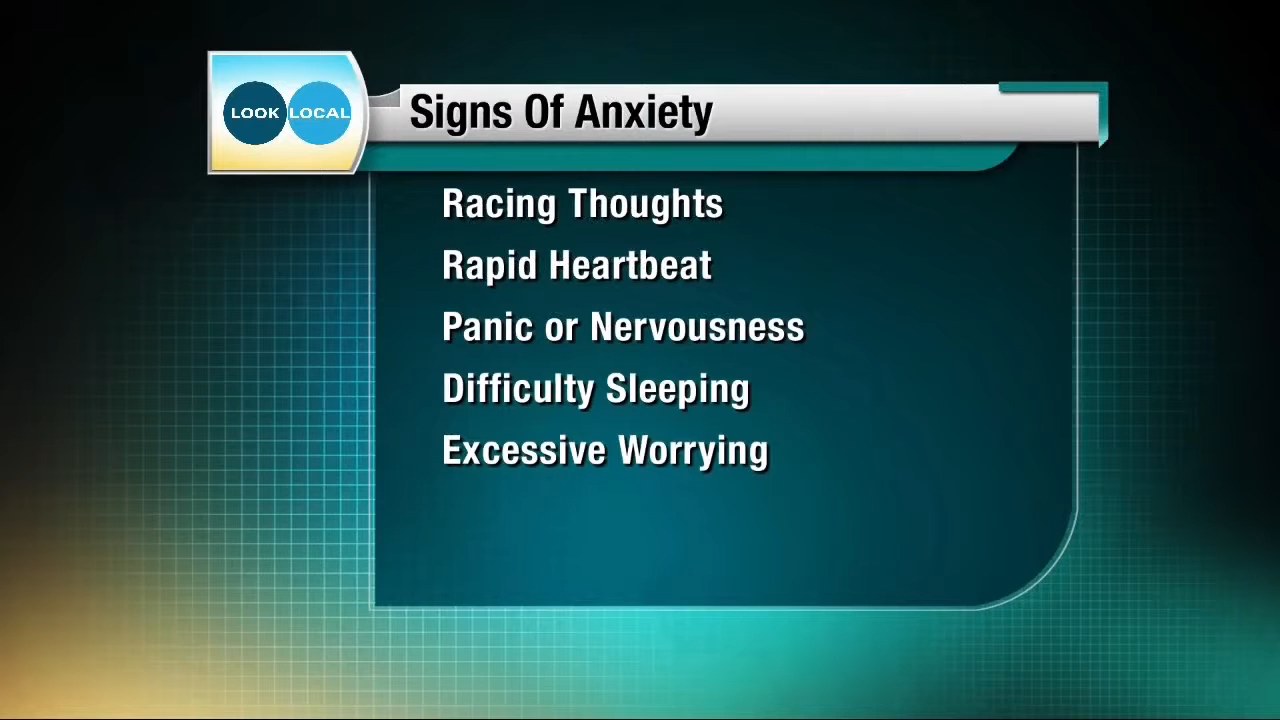 LOOK LOCAL
Signs Of Anxiety
Racing Thoughts
Rapid Heartbeat
Panic or Nervousness
Difficulty Sleeping
Excessive Worrying